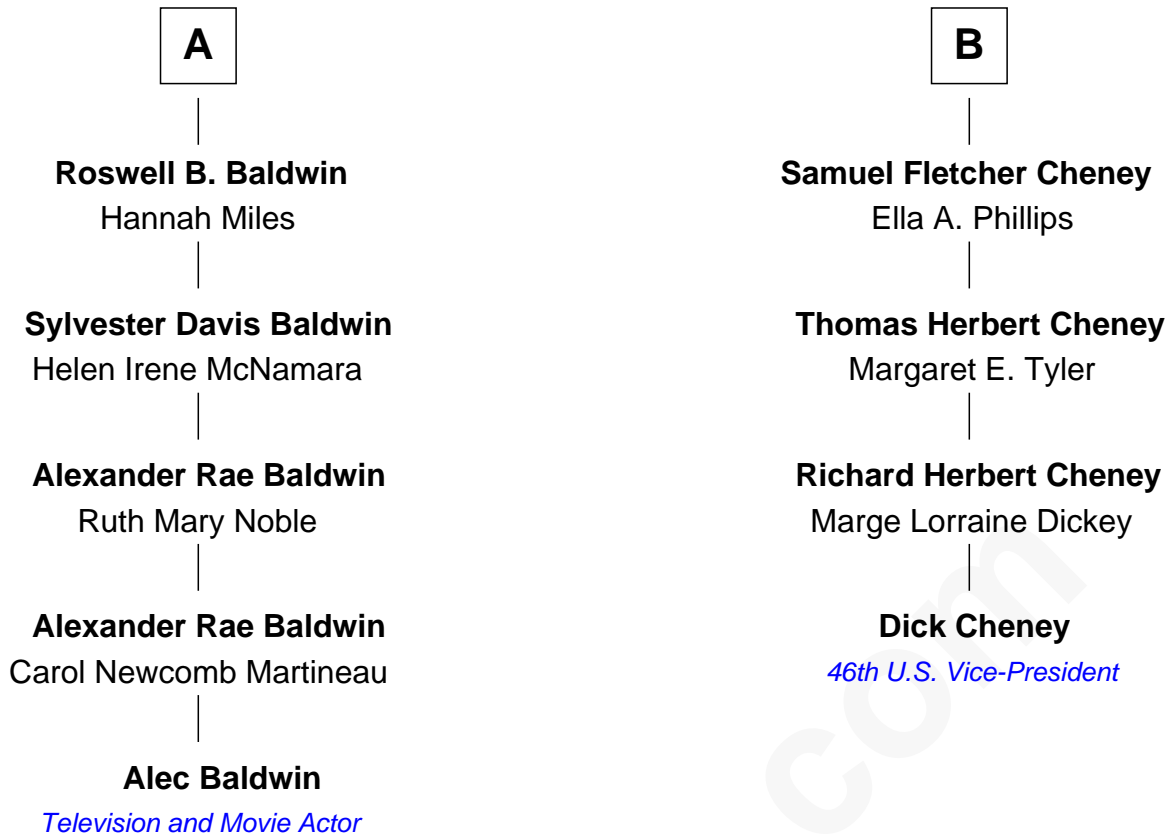 A
Roswell B. Baldwin
Hannah Miles
Sylvester Davis Baldwin
Helen Irene McNamara
Alexander Rae Baldwin
Ruth Mary Noble
Alexander Rae Baldwin
Carol Newcomb Martineau
Alec Baldwin
Television and Movie Actor
B
Samuel Fletcher Cheney
Ella A. Phillips
Thomas Herbert Cheney
Margaret E. Tyler
Richard Herbert Cheney
Marge Lorraine Dickey
Dick Cheney
46th U.S. Vice-President
com